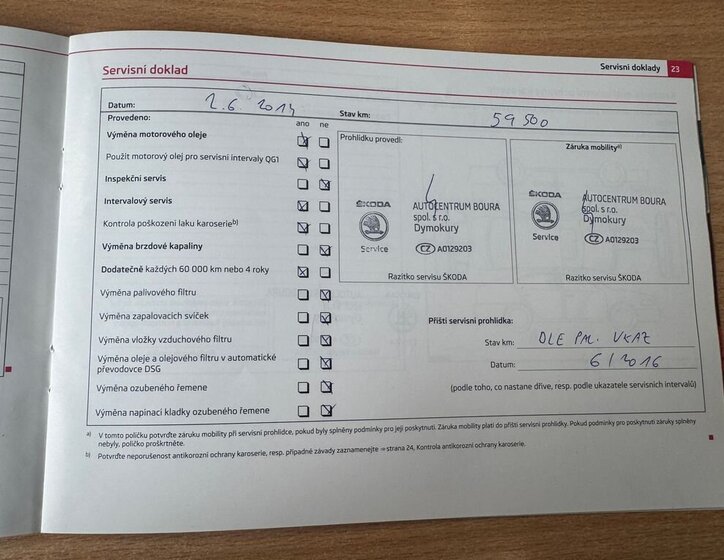 Servisní doklady 23
Servisní doklad
Datum: 2.6. 2014
Stav km: 59 500
Provedeno: ano ne
Výměna motorového oleje
Použit motorový olej pro servisní intervaly QG1
Inspekční servis
Intervalový servis
Kontrola poškození laku karoserieb)
Výměna brzdové kapaliny
Dodatečně každých 60 000 km nebo 4 roky
Výměna palivového filtru
Výměna zapalovacích svíček
Výměna vložky vzduchového filtru
Výměna oleje a olejového filtru v automatické
převodovce DSG
Výměna ozubeného řemene
Výměna napínací kladky ozubeného řemene
Prohlídku provedl:
ŠKODA
Service
AUTOCENTRUM BOURA
spol. s r.o.
Dymokury
CZ A0129203
Razítko servisu ŠKODA
Záruka mobilitya)
ŠKODA
Service
AUTOCENTRUM BOURA
spol. s r.o.
Dymokury
CZ A0129203
Razítko servisu ŠKODA
Příští servisní prohlídka:
Stav km: DLE PM. UKAZ
Datum: 6/2016
(podle toho, co nastane dříve, resp. podle ukazatele servisních intervalů)
a) V tomto políčku potvrďte záruku mobility při servisní prohlídce, pokud byly splněny podmínky pro její poskytnutí. Záruka mobility platí do příští servisní prohlídky. Pokud podmínky pro poskytnutí záruky splněny
nebyly, políčko proškrtněte.
b) Potvrďte neporušenost antikorozní ochrany karoserie, resp. případné závady zaznamenejte ⇒ strana 24, Kontrola antikorozní ochrany karoserie.